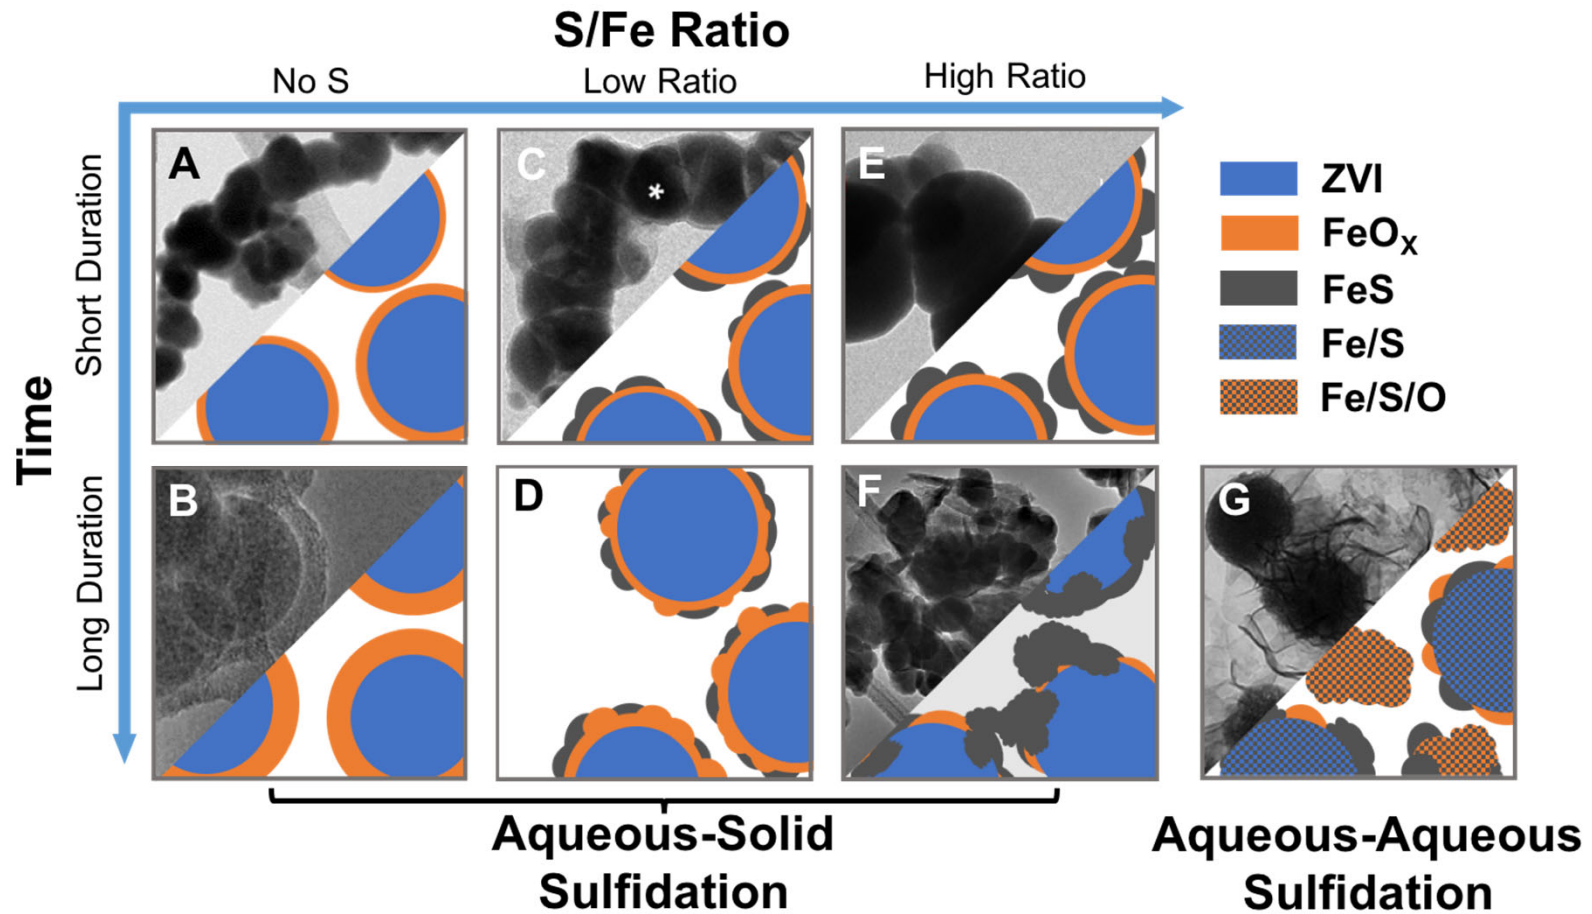 S/Fe Ratio
No S
Low Ratio
High Ratio
Time
Short Duration
Long Duration
A
C
*
E
B
D
F
G
ZVI
FeOX
FeS
Fe/S
Fe/S/O
Aqueous-Solid
Sulfidation
Aqueous-Aqueous
Sulfidation